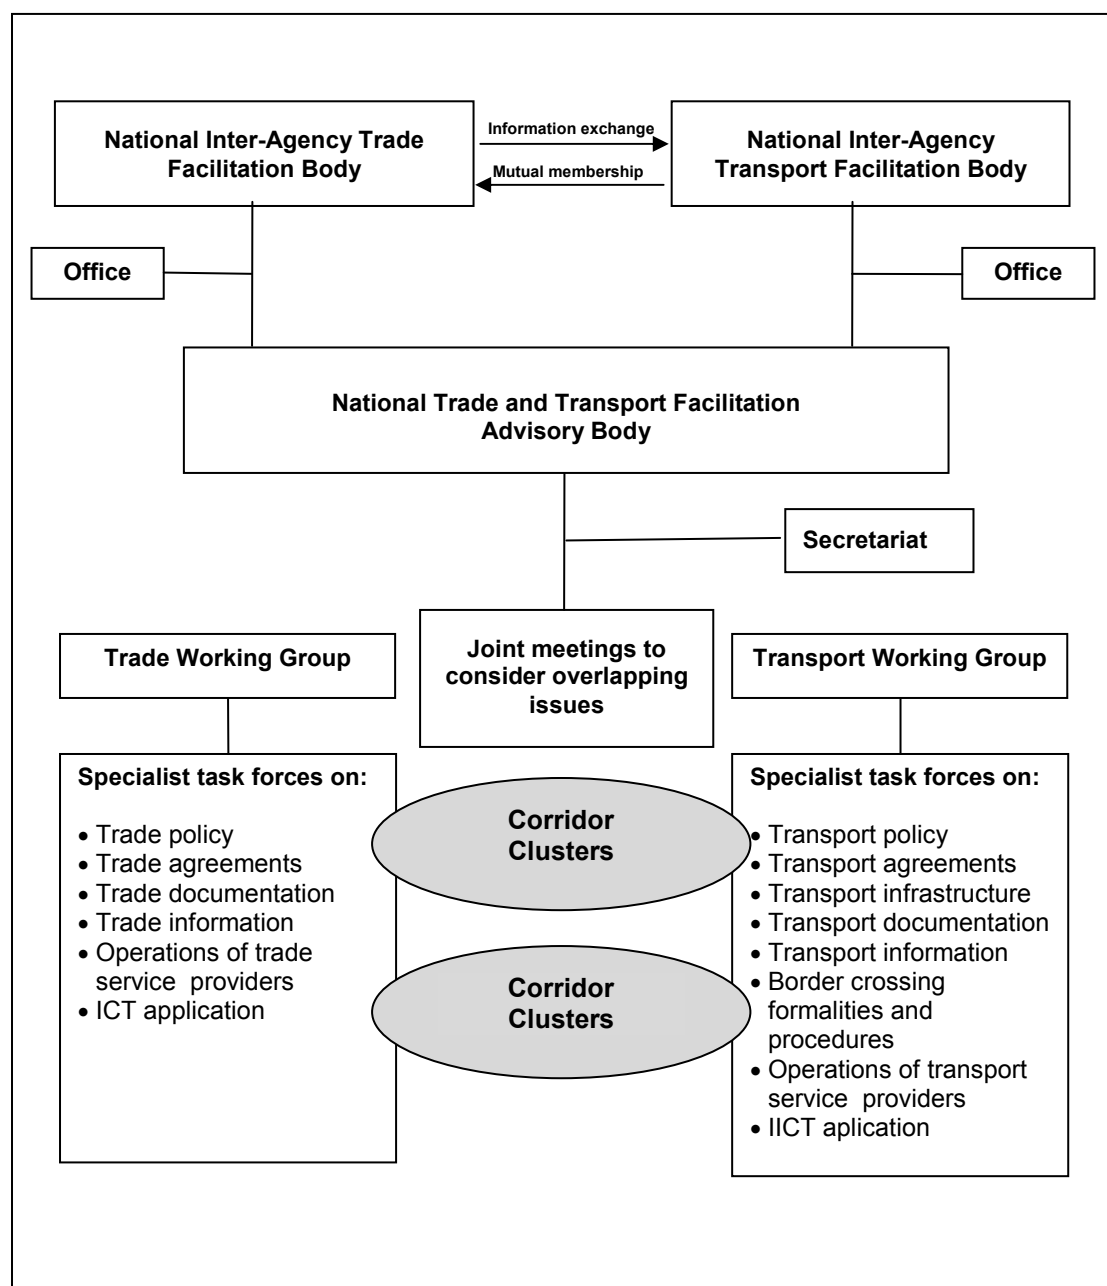 National Inter-Agency Trade
Facilitation Body
Information exchange
Mutual membership
National Inter-Agency
Transport Facilitation Body
Office
Office
National Trade and Transport Facilitation
Advisory Body
Secretariat
Trade Working Group
Joint meetings to
consider overlapping
issues
Transport Working Group
Specialist task forces on:
• Trade policy
• Trade agreements
• Trade documentation
• Trade information
• Operations of trade
service providers
• ICT application
Corridor
Clusters
Corridor
Clusters
Specialist task forces on:
• Transport policy
• Transport agreements
• Transport infrastructure
• Transport documentation
• Transport information
• Border crossing
formalities and
procedures
• Operations of transport
service  providers
• IICT aplication